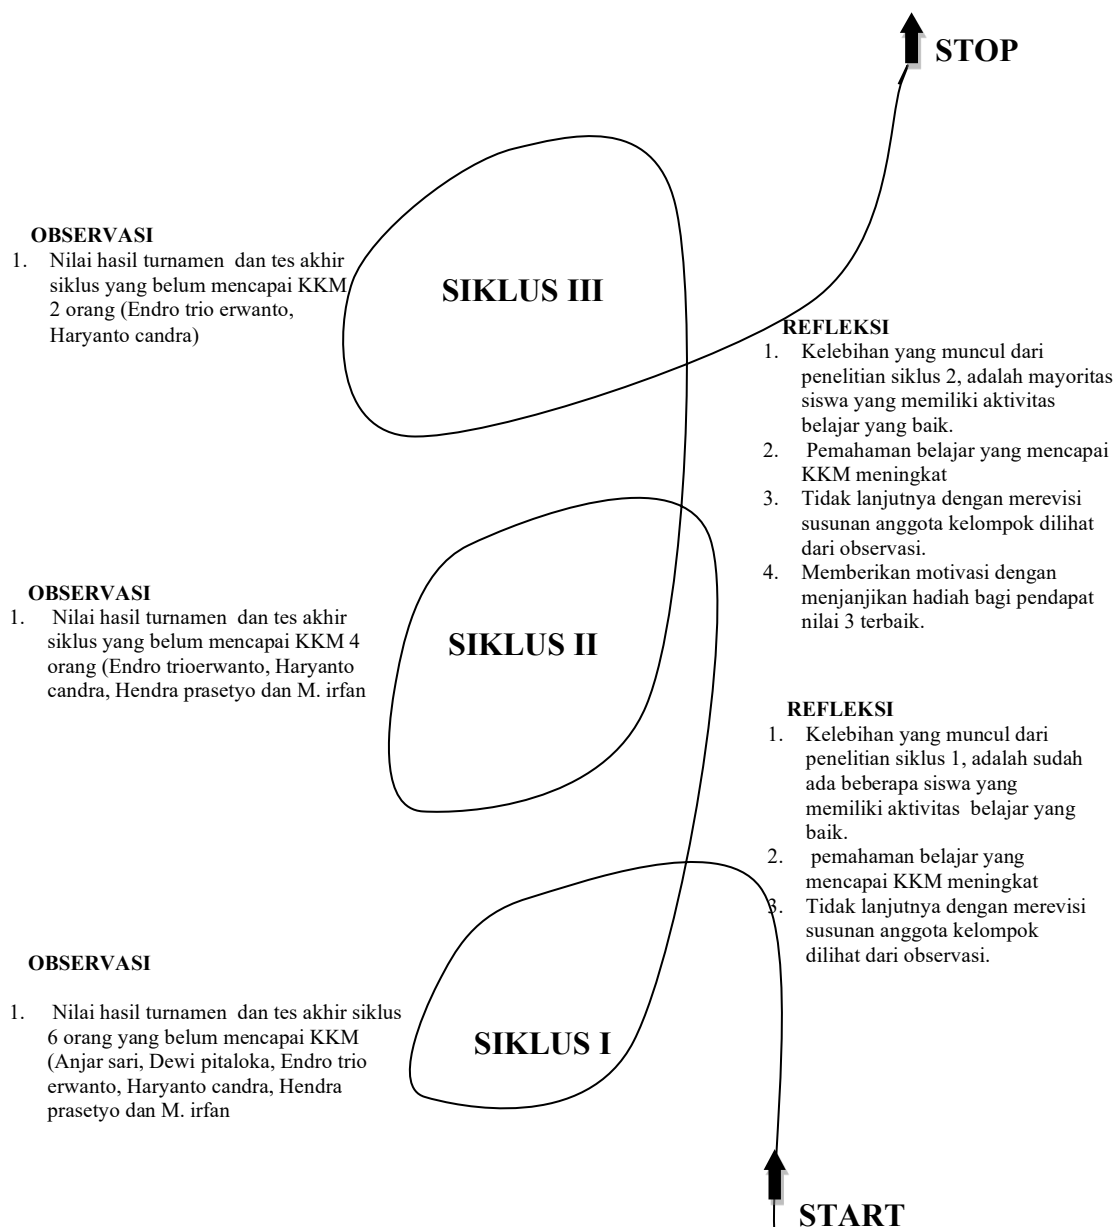 STOP
OBSERVASI
1. Nilai hasil turnamen dan tes akhir
siklus yang belum mencapai KKM
2 orang (Endro trio erwanto,
Haryanto candra)
SIKLUS III
REFLEKSI
1. Kelebihan yang muncul dari
penelitian siklus 2, adalah mayoritas
siswa yang memiliki aktivitas
belajar yang baik.
2. Pemahaman belajar yang mencapai
KKM meningkat
3. Tidak lanjutnya dengan merevisi
susunan anggota kelompok dilihat
dari observasi.
4. Memberikan motivasi dengan
menjanjikan hadiah bagi pendapat
nilai 3 terbaik.
OBSERVASI
1. Nilai hasil turnamen dan tes akhir
siklus yang belum mencapai KKM 4
orang (Endro trioerwanto, Haryanto
candra, Hendra prasetyo dan M. irfan
SIKLUS II
REFLEKSI
1. Kelebihan yang muncul dari
penelitian siklus 1, adalah sudah
ada beberapa siswa yang
memiliki aktivitas belajar yang
baik.
2. pemahaman belajar yang
mencapai KKM meningkat
3. Tidak lanjutnya dengan merevisi
susunan anggota kelompok
dilihat dari observasi.
OBSERVASI
1. Nilai hasil turnamen dan tes akhir siklus
6 orang yang belum mencapai KKM
(Anjar sari, Dewi pitaloka, Endro trio
erwanto, Haryanto candra, Hendra
prasetyo dan M. irfan
SIKLUS I
START